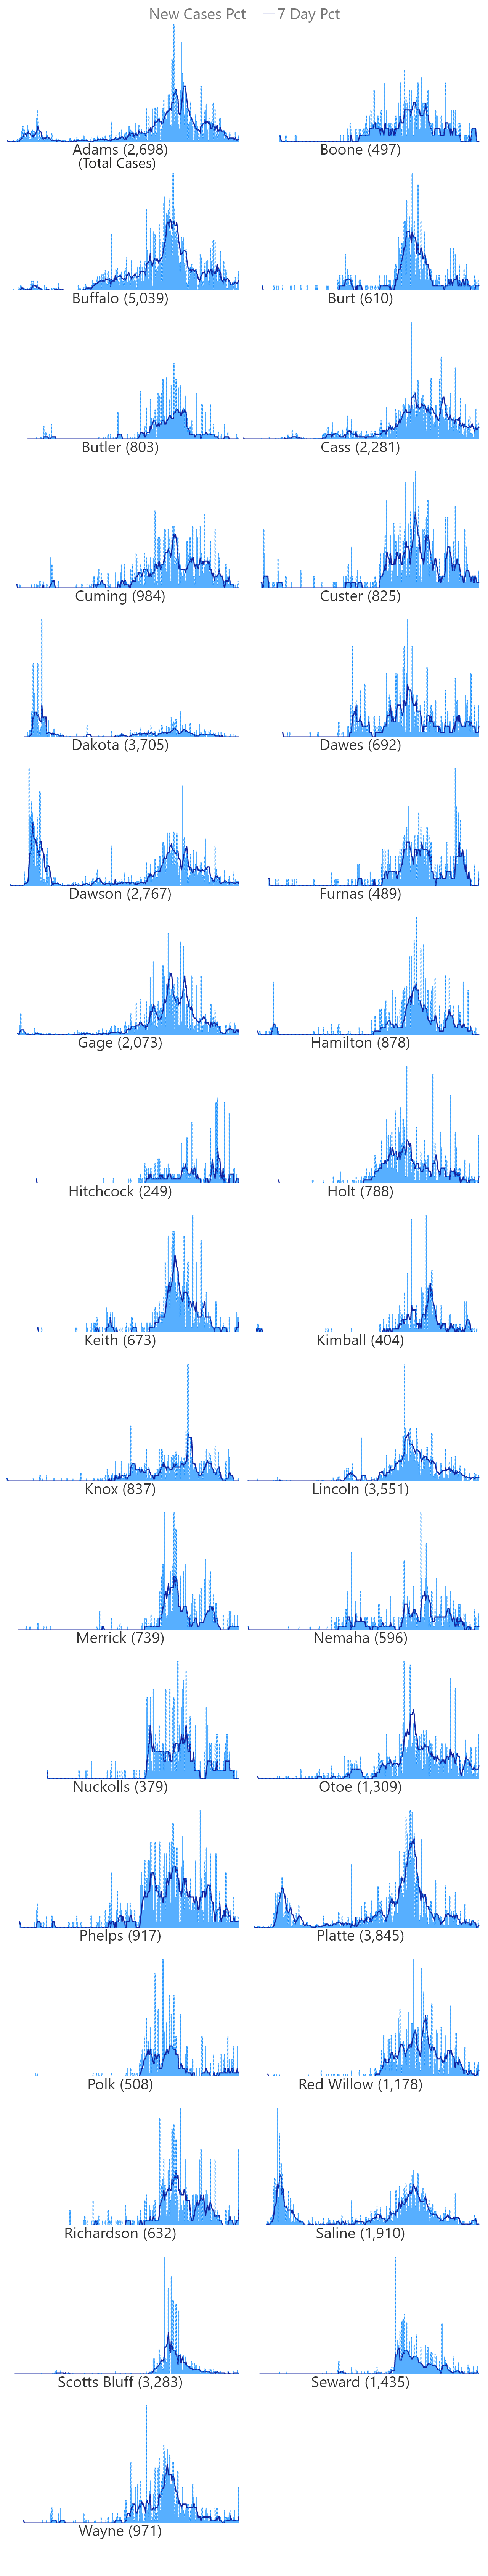 New Cases Pct 7 Day Pct
Adams (2,698) Boone (497)
(Total Cases)
Buffalo (5,039) Burt (610)
Butler (803) Cass (2,281)
Cuming (984) Custer (825)
Dakota (3,705) Dawes (692)
Dawson (2,767) Furnas (489)
Gage (2,073) Hamilton (878)
Hitchcock (249) Holt (788)
Keith (673) Kimball (404)
Knox (837) Lincoln (3,551)
Merrick (739) Nemaha (596)
Nuckolls (379) Otoe (1,309)
Phelps (917) Platte (3,845)
Polk (508) Red Willow (1,178)
Richardson (632) Saline (1,910)
Scotts Bluff (3,283) Seward (1,435)
Wayne (971)